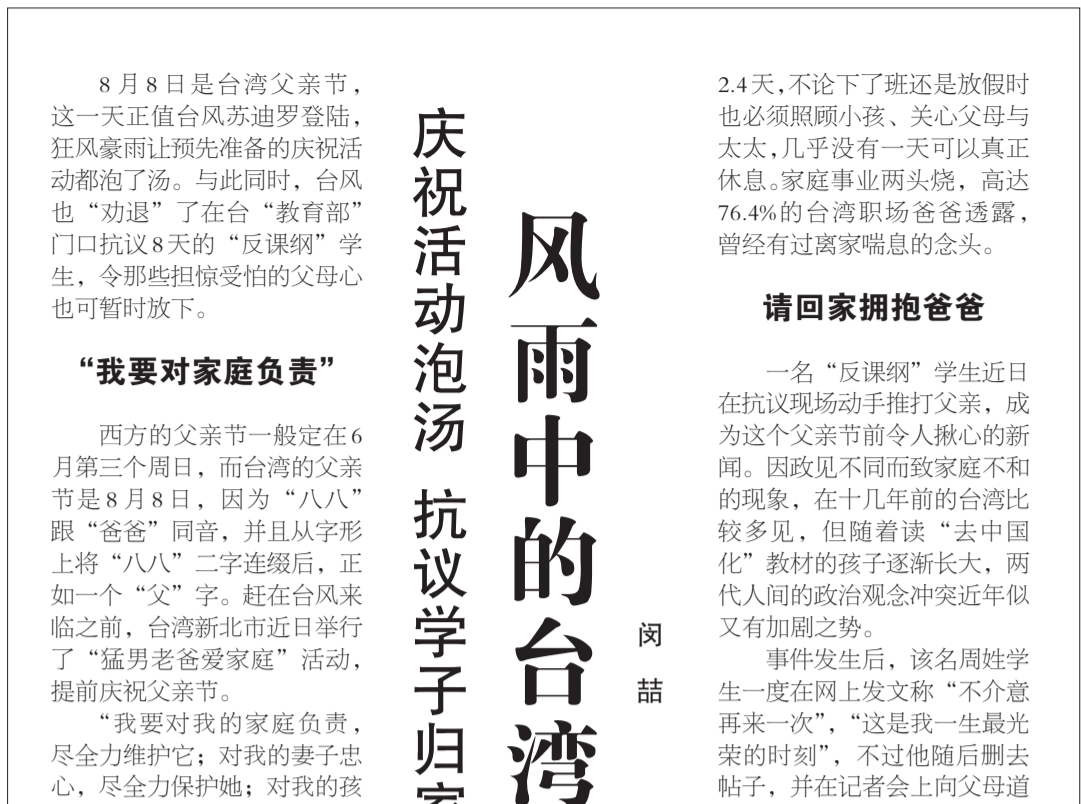 8月8日是台湾父亲节，
这一天正值台风苏迪罗登陆，
狂风豪雨让预先准备的庆祝活
动都泡了汤。与此同时，台风
也“劝退”了在台“教育部”
门口抗议8天的“反课纲”学
生，令那些担惊受怕的父母心
也可暂时放下。
“我要对家庭负责”
西方的父亲节一般定在6
月第三个周日，而台湾的父亲
节是8月8日，因为“八八”
跟“爸爸”同音，并且从字形
上将“八八”二字连缀后，正
如一个“父”字。赶在台风来
临之前，台湾新北市近日举行
了“猛男老爸爱家庭”活动，
提前庆祝父亲节。
“我要对我的家庭负责，
尽全力维护它；对我的妻子忠
心，尽全力保护她；对我的孩
庆祝活动泡汤 抗议学子归家
风雨中的台湾
闵喆
2.4天，不论下了班还是放假时
也必须照顾小孩、关心父母与
太太，几乎没有一天可以真正
休息。家庭事业两头烧，高达
76.4%的台湾职场爸爸透露，
曾经有过离家喘息的念头。
请回家拥抱爸爸
一名“反课纲”学生近日
在抗议现场动手推打父亲，成
为这个父亲节前令人揪心的新
闻。因政见不同而致家庭不和
的现象，在十几年前的台湾比
较多见，但随着读“去中国
化”教材的孩子逐渐长大，两
代人间的政治观念冲突近年似
又有加剧之势。
事件发生后，该名周姓学
生一度在网上发文称“不介意
再来一次”，“这是我一生最光
荣的时刻”，不过他随后删去
帖子，并在记者会上向父母道